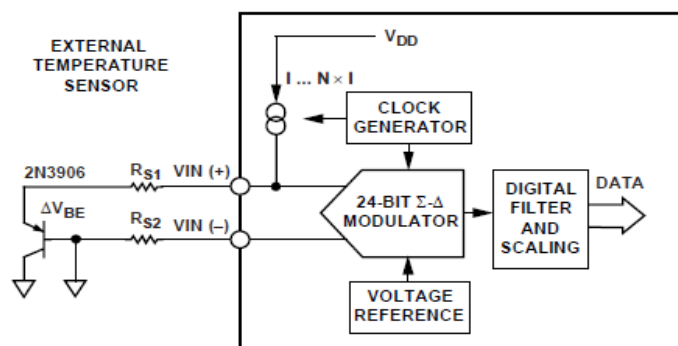 EXTERNAL
TEMPERATURE
SENSOR
V_DD
I ... N × I
CLOCK
GENERATOR
2N3906
R_S1
VIN (+)
ΔV_BE
R_S2
VIN (–)
24-BIT Σ-Δ
MODULATOR
DIGITAL
FILTER
AND
SCALING
DATA
VOLTAGE
REFERENCE